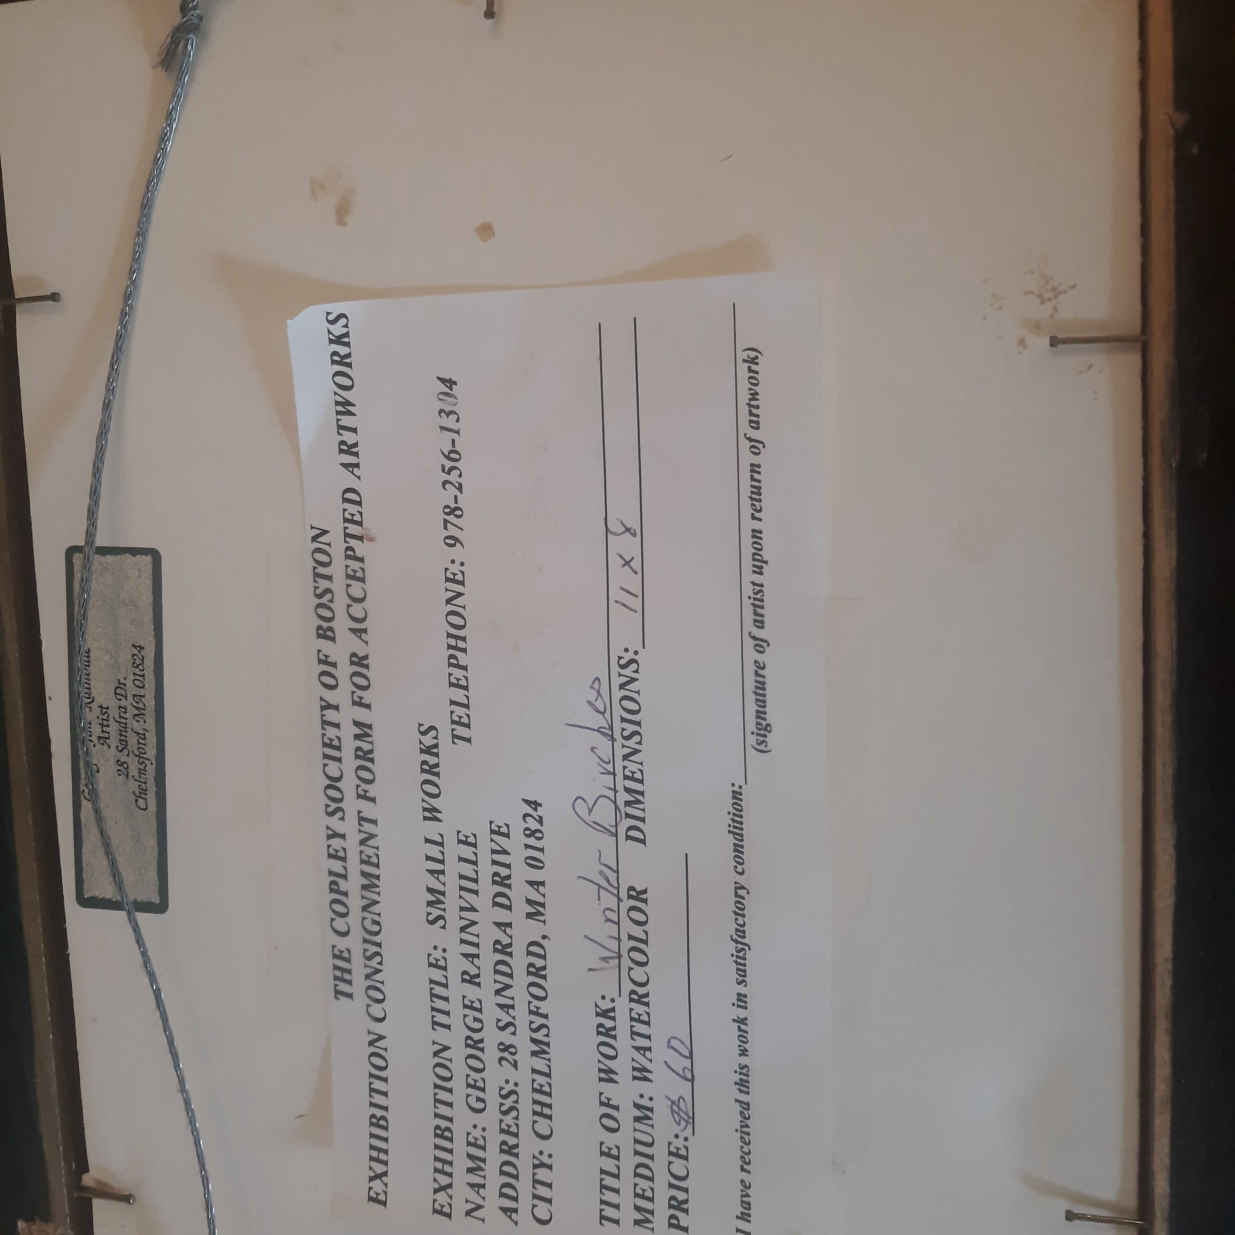 Artist
28 Sandra Dr.
Chelmsford, MA 01824
THE COPLEY SOCIETY OF BOSTON
EXHIBITION CONSIGNMENT FORM FOR ACCEPTED ARTWORKS
EXHIBITION TITLE: SMALL WORKS
NAME: GEORGE RAINVILLE TELEPHONE: 978-256-1304
ADDRESS: 28 SANDRA DRIVE
CITY: CHELMSFORD, MA 01824
TITLE OF WORK: Winter Birches
MEDIUM: WATERCOLOR DIMENSIONS: 11 x 8
PRICE: $60
I have received this work in satisfactory condition:
(signature of artist upon return of artwork)